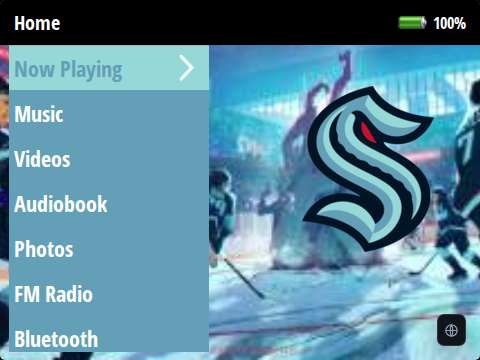 Home
100%
Now Playing
Music
Videos
Audiobook
Photos
FM Radio
Bluetooth